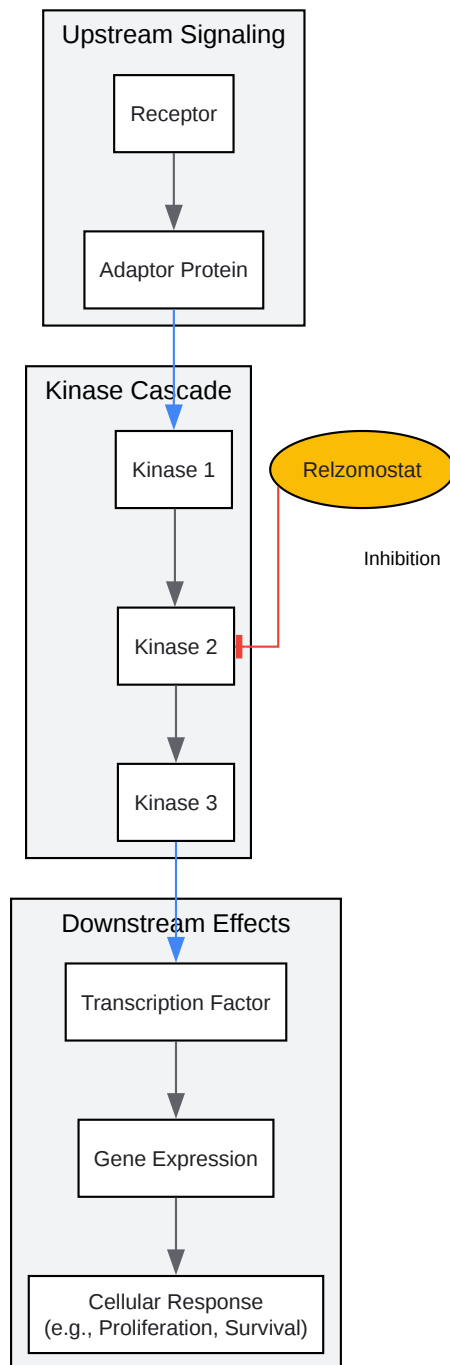 Upstream Signaling
Receptor
Adaptor Protein
Kinase Cascade
Kinase 1
Relzomostat
Inhibition
Kinase 2
Kinase 3
Downstream Effects
Transcription Factor
Gene Expression
Cellular Response
(e.g., Proliferation, Survival)